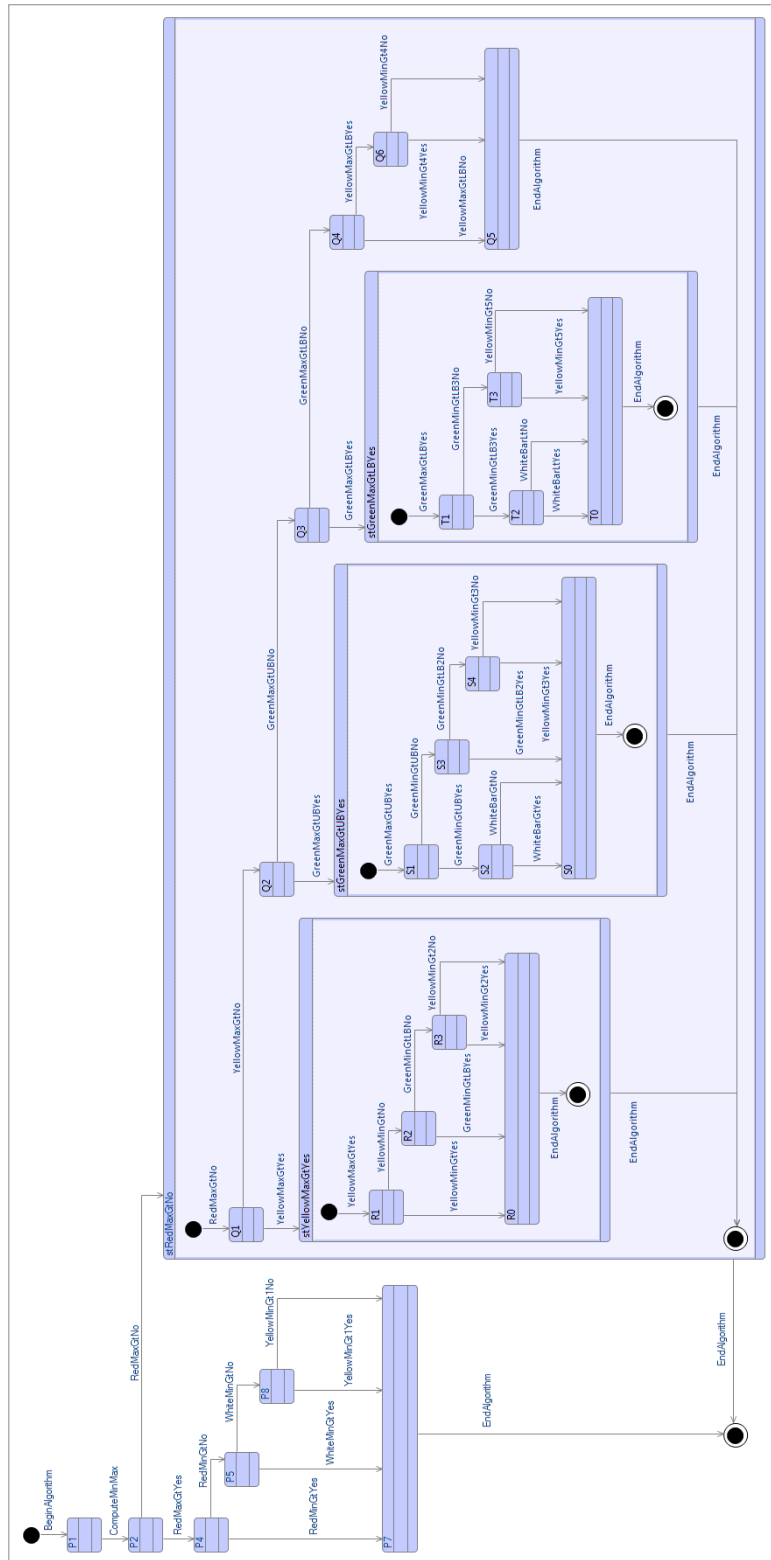 BeginAlgorithm
P1
ComputeMinMax
P2
RedMaxGtNo
RedMaxGtYes
P4
RedMinGtNo
RedMinGtYes
P5
WhiteMinGtNo
WhiteMinGtYes
P8
YellowMinGt1No
YellowMinGt1Yes
P7
EndAlgorithm
stRedMaxGtNo
RedMaxGtNo
Q1
YellowMaxGtNo
YellowMaxGtYes
stYellowMaxGtYes
YellowMaxGtYes
R1
YellowMinGtNo
YellowMinGtYes
R2
GreenMinGtLBNo
GreenMinGtLBYes
R3
YellowMinGt2No
YellowMinGt2Yes
R0
EndAlgorithm
EndAlgorithm
Q2
GreenMaxGtUBNo
GreenMaxGtUBYes
stGreenMaxGtUBYes
GreenMaxGtUBYes
S1
GreenMinGtUBNo
GreenMinGtUBYes
S2
WhiteBarGtNo
WhiteBarGtYes
S3
GreenMinGtLB2No
GreenMinGtLB2Yes
S4
YellowMinGt3No
YellowMinGt3Yes
S0
EndAlgorithm
EndAlgorithm
Q3
GreenMaxGtLBNo
GreenMaxGtLBYes
stGreenMaxGtLBYes
GreenMaxGtLBYes
T1
GreenMinGtLB3No
GreenMinGtLB3Yes
T2
WhiteBarLtNo
WhiteBarLtYes
T3
YellowMinGt5No
YellowMinGt5Yes
T0
EndAlgorithm
EndAlgorithm
Q4
YellowMaxGtLBYes
YellowMaxGtLBNo
Q6
YellowMinGt4No
YellowMinGt4Yes
Q5
EndAlgorithm
EndAlgorithm